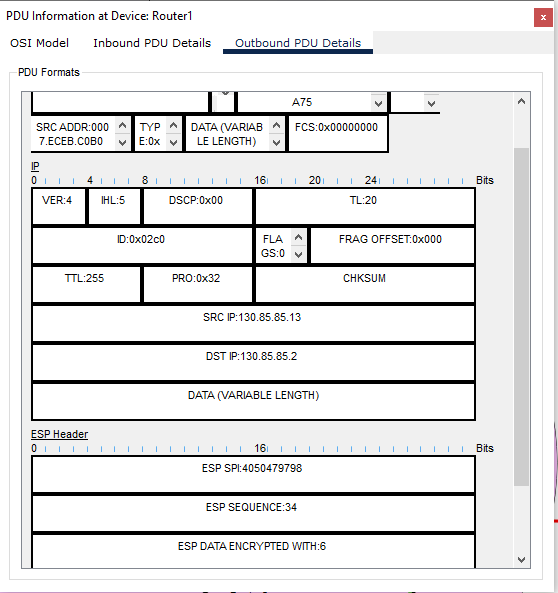 PDU Information at Device: Router1
x
OSI Model Inbound PDU Details Outbound PDU Details
PDU Formats
A75
SRC ADDR:000
7.ECEB.C0B0
TYP
E:0x
DATA (VARIAB
LE LENGTH)
FCS:0x00000000
IP
0 4 8 16 20 24 Bits
VER:4 IHL:5 DSCP:0x00 TL:20
ID:0x02c0
FLA
GS:0
FRAG OFFSET:0x000
TTL:255 PRO:0x32 CHKSUM
SRC IP:130.85.85.13
DST IP:130.85.85.2
DATA (VARIABLE LENGTH)
ESP Header
0 16 Bits
ESP SPI:4050479798
ESP SEQUENCE:34
ESP DATA ENCRYPTED WITH:6